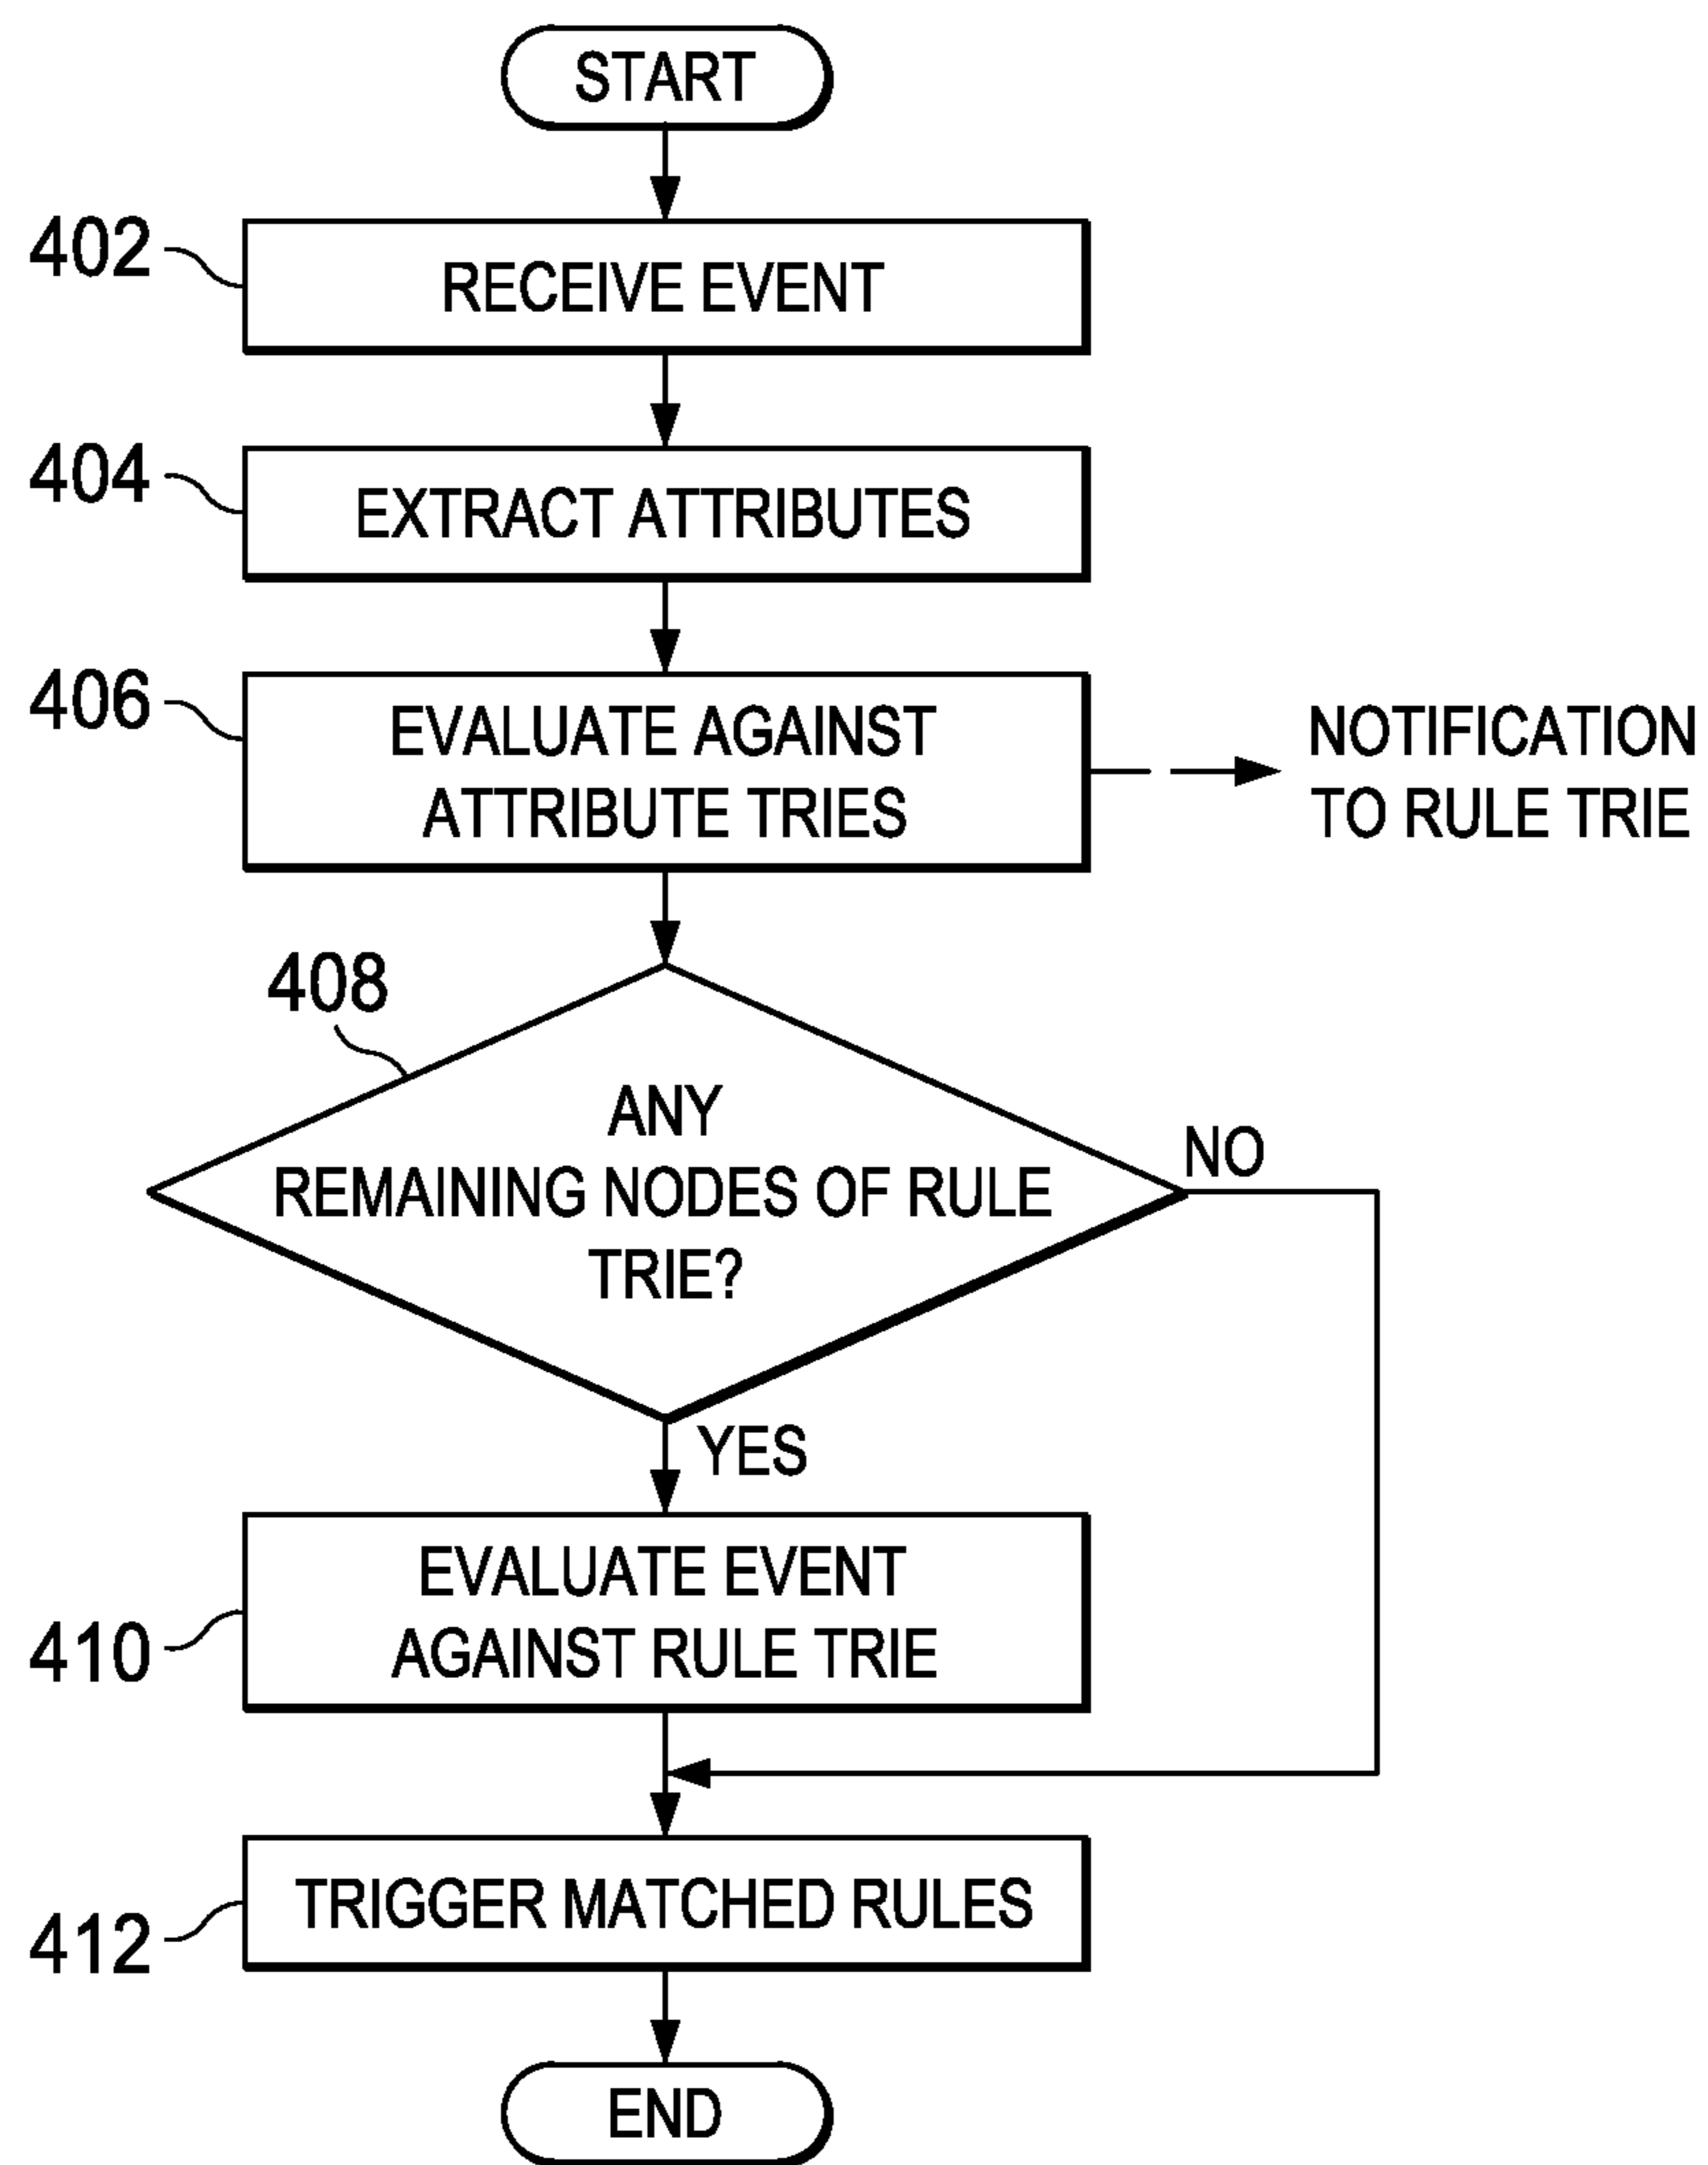 START
402
RECEIVE EVENT
404
EXTRACT ATTRIBUTES
406
EVALUATE AGAINST
ATTRIBUTE TRIES
NOTIFICATION
TO RULE TRIE
408
ANY
REMAINING NODES OF RULE
TRIE?
NO
YES
EVALUATE EVENT
AGAINST RULE TRIE
410
TRIGGER MATCHED RULES
412
END